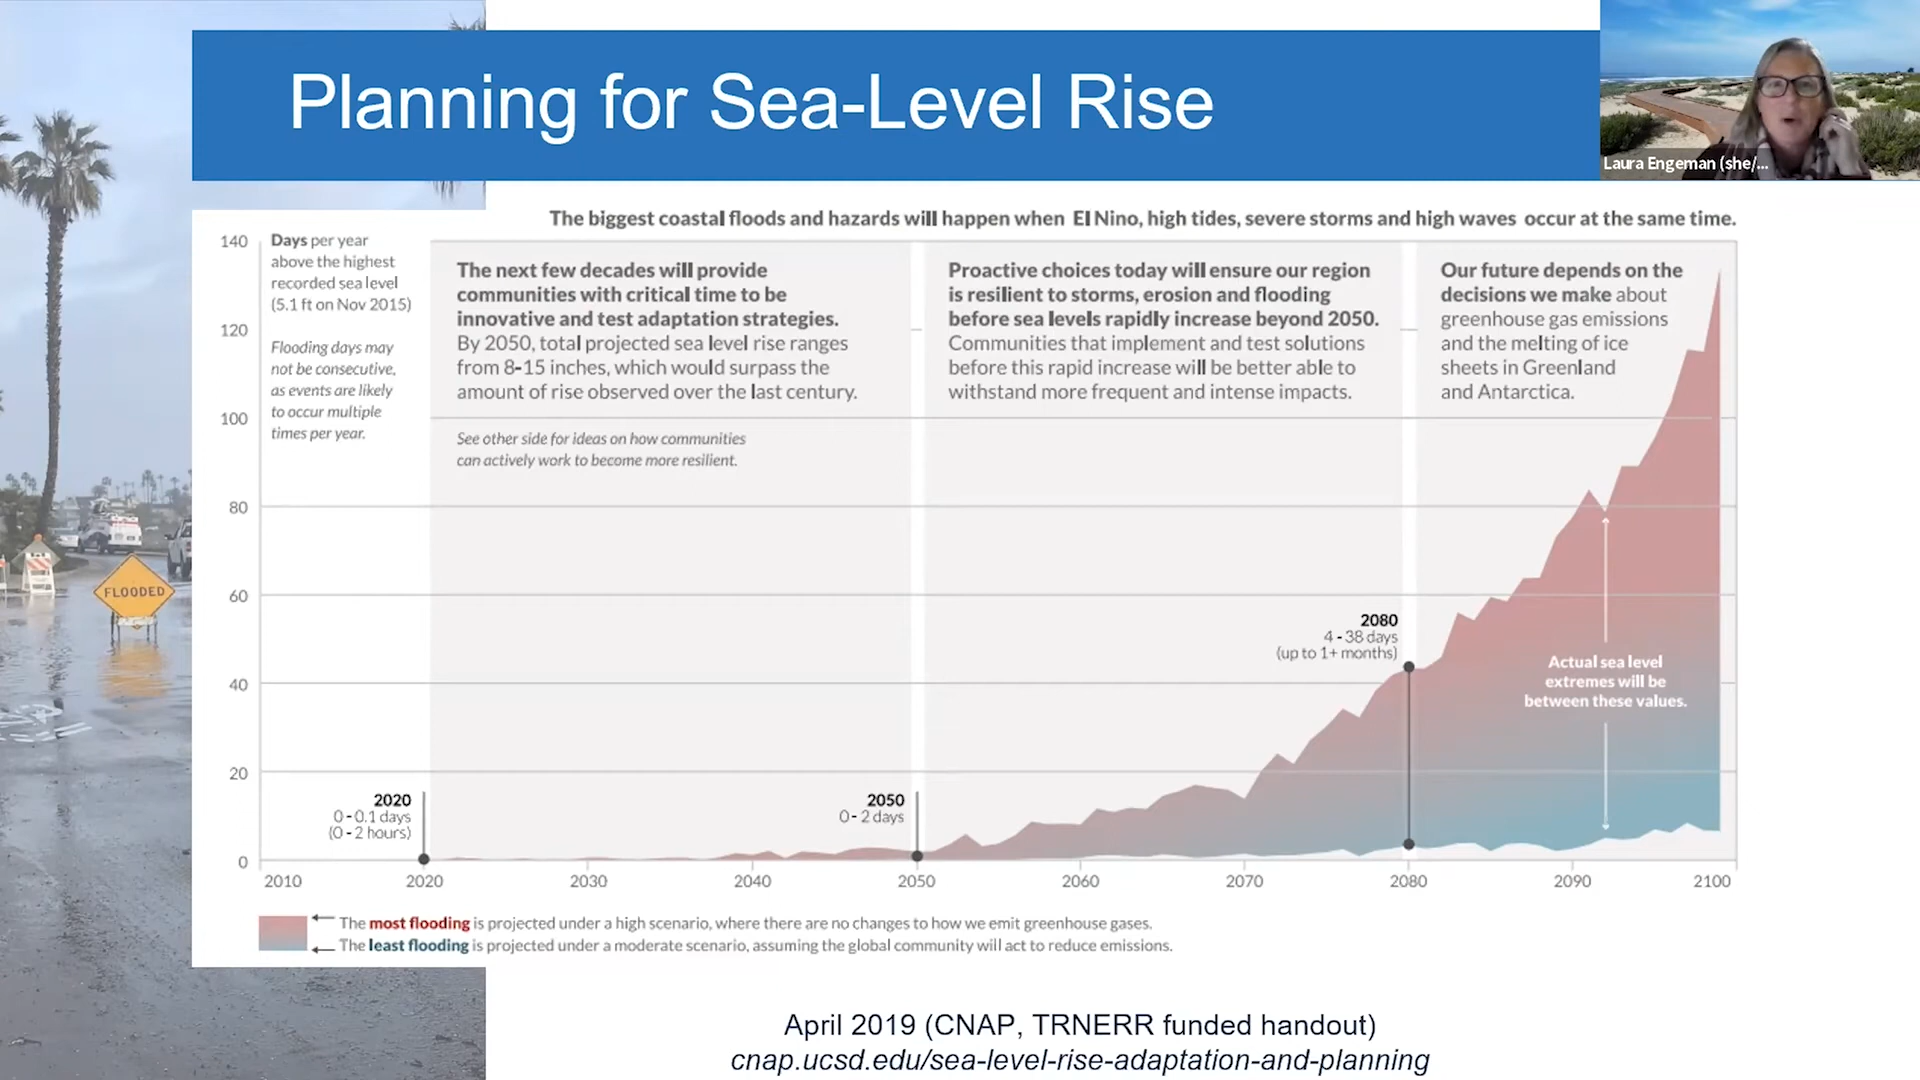 Planning for Sea-Level Rise
Laura Engeman (she/...
The biggest coastal floods and hazards will happen when El Nino, high tides, severe storms and high waves occur at the same time.
140
120
100
80
60
40
20
0
Days per year
above the highest
recorded sea level
(5.1 ft on Nov 2015)
Flooding days may
not be consecutive,
as events are likely
to occur multiple
times per year.
The next few decades will provide
communities with critical time to be
innovative and test adaptation strategies.
By 2050, total projected sea level rise ranges
from 8-15 inches, which would surpass the
amount of rise observed over the last century.
See other side for ideas on how communities
can actively work to become more resilient.
Proactive choices today will ensure our region
is resilient to storms, erosion and flooding
before sea levels rapidly increase beyond 2050.
Communities that implement and test solutions
before this rapid increase will be better able to
withstand more frequent and intense impacts.
Our future depends on the
decisions we make about
greenhouse gas emissions
and the melting of ice
sheets in Greenland
and Antarctica.
FLOODED
2020
0 - 0.1 days
(0 - 2 hours)
2050
0 - 2 days
2080
4 - 38 days
(up to 1+ months)
Actual sea level
extremes will be
between these values.
2010 2020 2030 2040 2050 2060 2070 2080 2090 2100
The most flooding is projected under a high scenario, where there are no changes to how we emit greenhouse gases.
The least flooding is projected under a moderate scenario, assuming the global community will act to reduce emissions.
April 2019 (CNAP, TRNERR funded handout)
cnap.ucsd.edu/sea-level-rise-adaptation-and-planning